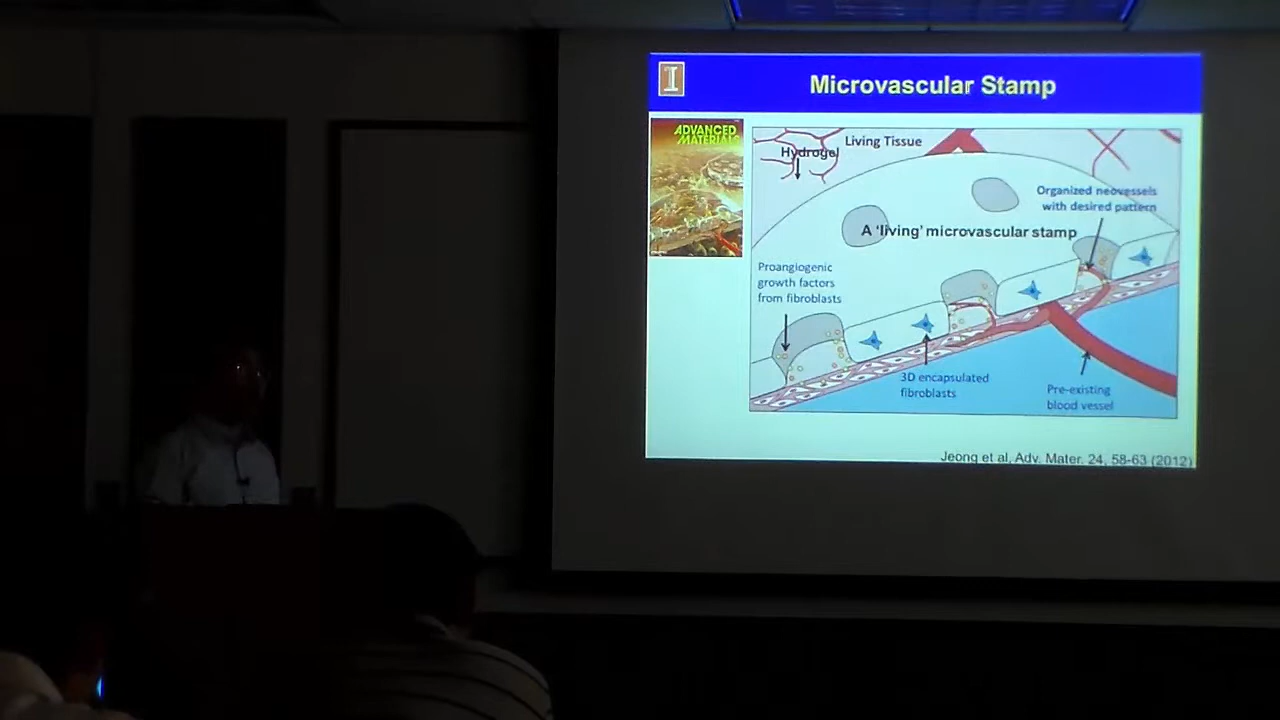 I
Microvascular Stamp
ADVANCED
MATERIALS
Living Tissue
Hydrogel
Organized neovessels
with desired pattern
A 'living' microvascular stamp
Proangiogenic
growth factors
from fibroblasts
3D encapsulated
fibroblasts
Pre-existing
blood vessel
Jeong et al, Adv. Mater. 24, 58-63 (2012)